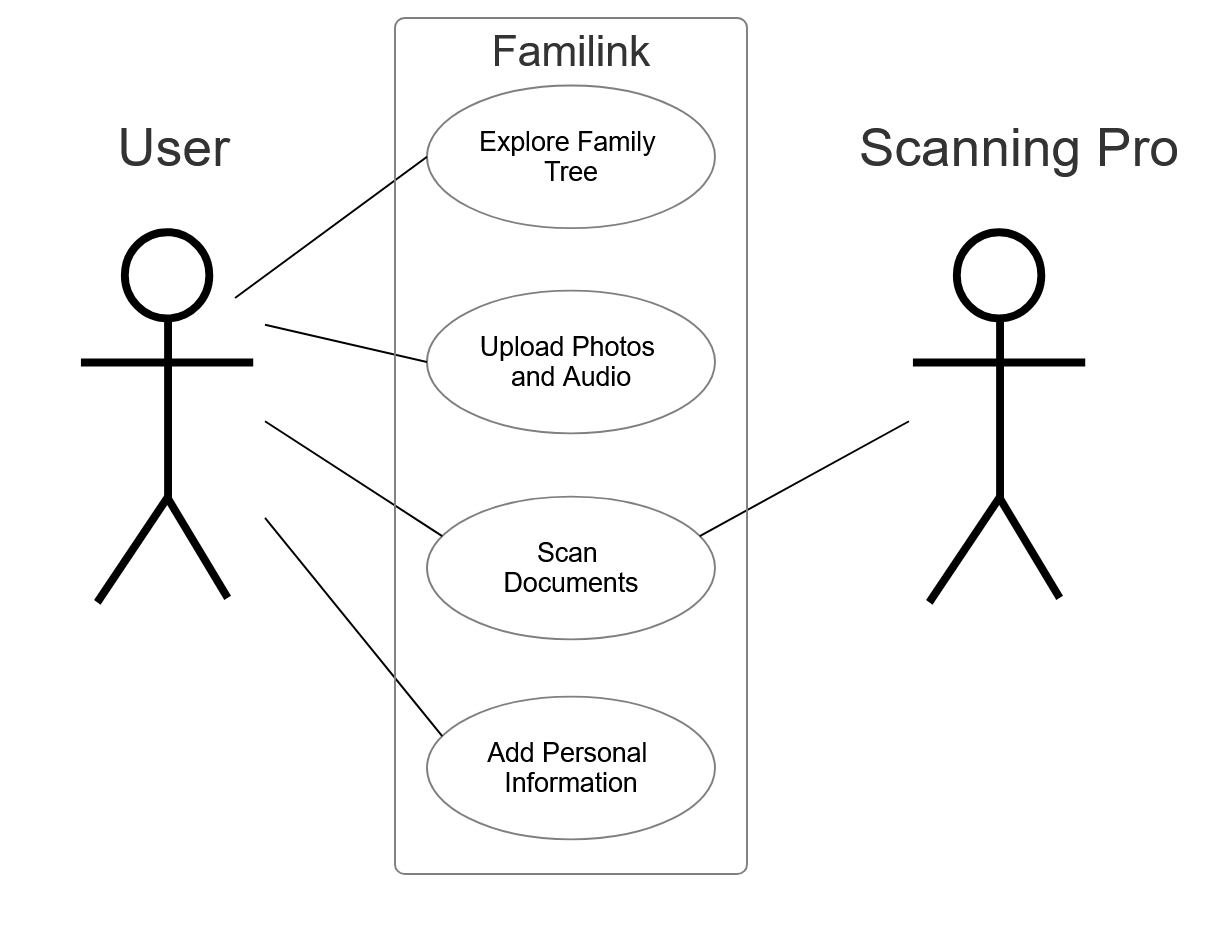 Familink
User
Scanning Pro
Explore Family
Tree
Upload Photos
and Audio
Scan
Documents
Add Personal
Information